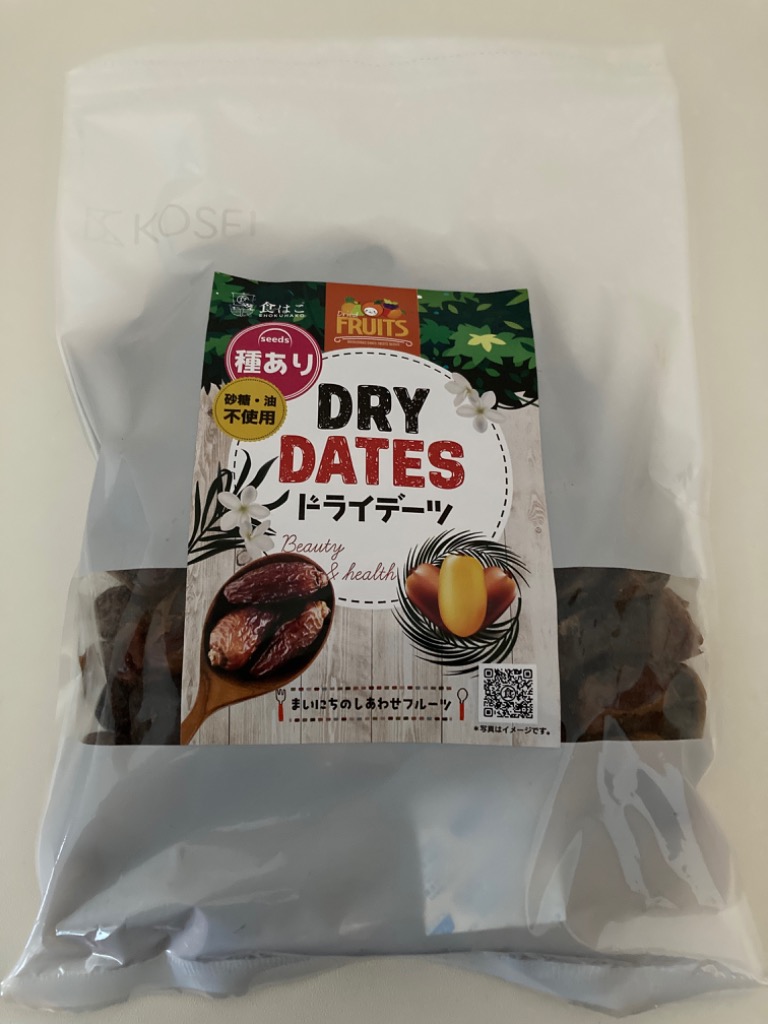 KOSEI
食はこ
SHOKUHAKO
Dried
FRUITS
seeds
種あり
砂糖・油
不使用
DRY
DATES
ドライデーツ
Beauty
& health
まいにちのしあわせフルーツ
＊写真はイメージです。